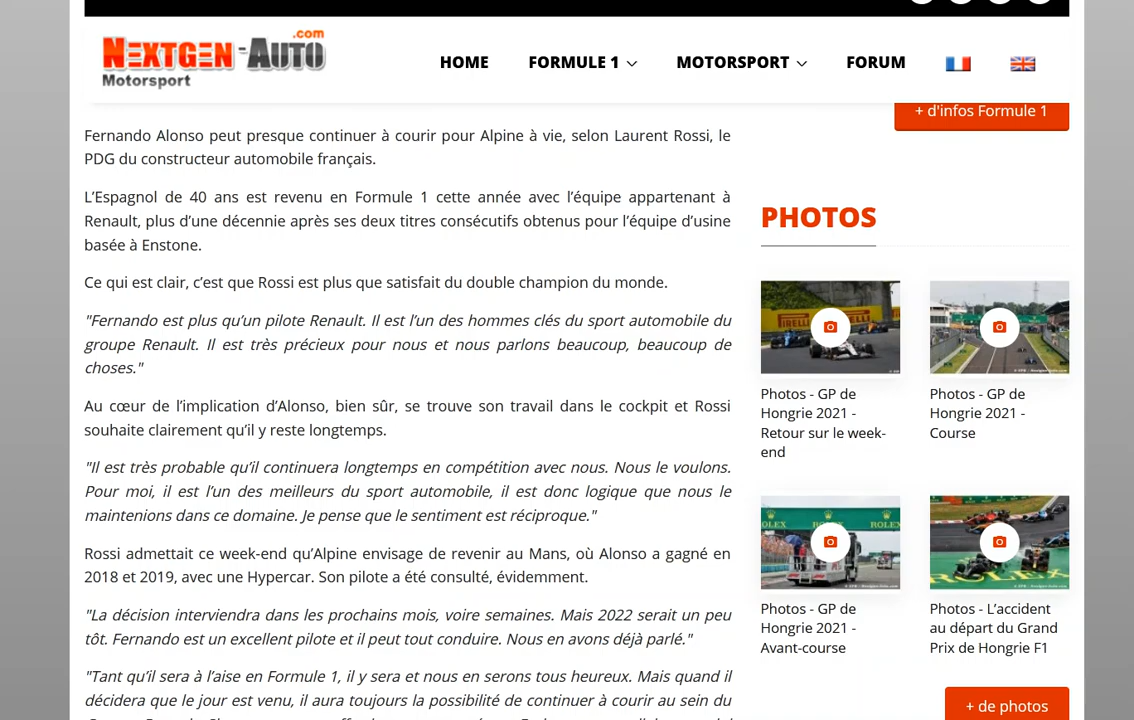 NEXTGEN-AUTO
.com
Motorsport
HOME
FORMULE 1
MOTORSPORT
FORUM
+ d'infos Formule 1
Fernando Alonso peut presque continuer à courir pour Alpine à vie, selon Laurent Rossi, le
PDG du constructeur automobile français.
L’Espagnol de 40 ans est revenu en Formule 1 cette année avec l’équipe appartenant à
Renault, plus d’une décennie après ses deux titres consécutifs obtenus pour l’équipe d’usine
basée à Enstone.
Ce qui est clair, c’est que Rossi est plus que satisfait du double champion du monde.
"Fernando est plus qu’un pilote Renault. Il est l’un des hommes clés du sport automobile du
groupe Renault. Il est très précieux pour nous et nous parlons beaucoup, beaucoup de
choses."
Au cœur de l’implication d’Alonso, bien sûr, se trouve son travail dans le cockpit et Rossi
souhaite clairement qu’il y reste longtemps.
"Il est très probable qu’il continuera longtemps en compétition avec nous. Nous le voulons.
Pour moi, il est l’un des meilleurs du sport automobile, il est donc logique que nous le
maintenions dans ce domaine. Je pense que le sentiment est réciproque."
Rossi admettait ce week-end qu’Alpine envisage de revenir au Mans, où Alonso a gagné en
2018 et 2019, avec une Hypercar. Son pilote a été consulté, évidemment.
"La décision interviendra dans les prochains mois, voire semaines. Mais 2022 serait un peu
tôt. Fernando est un excellent pilote et il peut tout conduire. Nous en avons déjà parlé."
"Tant qu’il sera à l’aise en Formule 1, il y sera et nous en serons tous heureux. Mais quand il
décidera que le jour est venu, il aura toujours la possibilité de continuer à courir au sein du
PHOTOS
PIRELLI
Photos - GP de
Hongrie 2021 -
Retour sur le week-
end
Photos - GP de
Hongrie 2021 -
Course
ROLEX
ROLEX
ROLEX
Photos - GP de
Hongrie 2021 -
Avant-course
ROLEX
Photos - L’accident
au départ du Grand
Prix de Hongrie F1
+ de photos